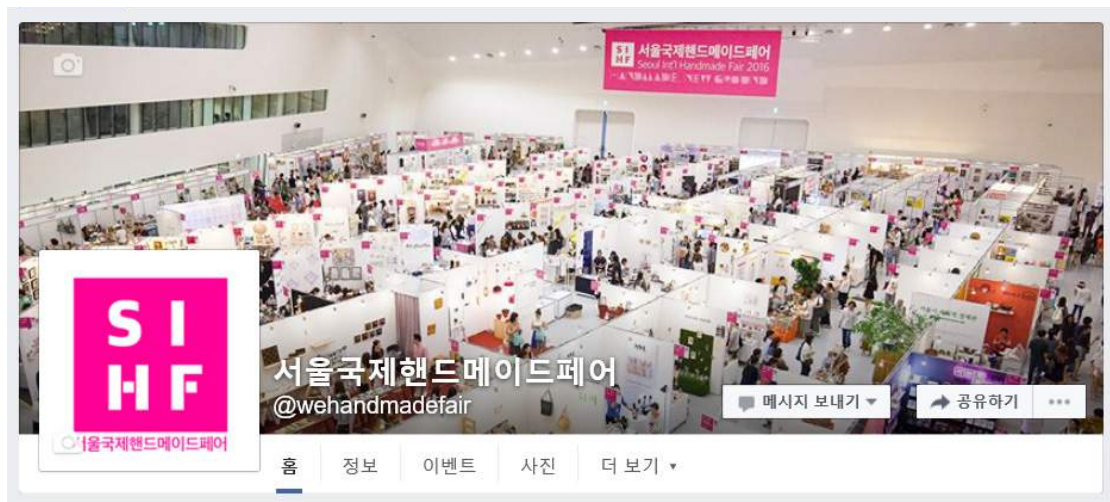 SI
HF
서울국제핸드메이드페어
Seoul Int'l Handmade Fair 2016
SI
HF
서울국제핸드메이드페어
서울국제핸드메이드페어
@wehandmadefair
메시지 보내기
공유하기
홈 정보 이벤트 사진 더 보기